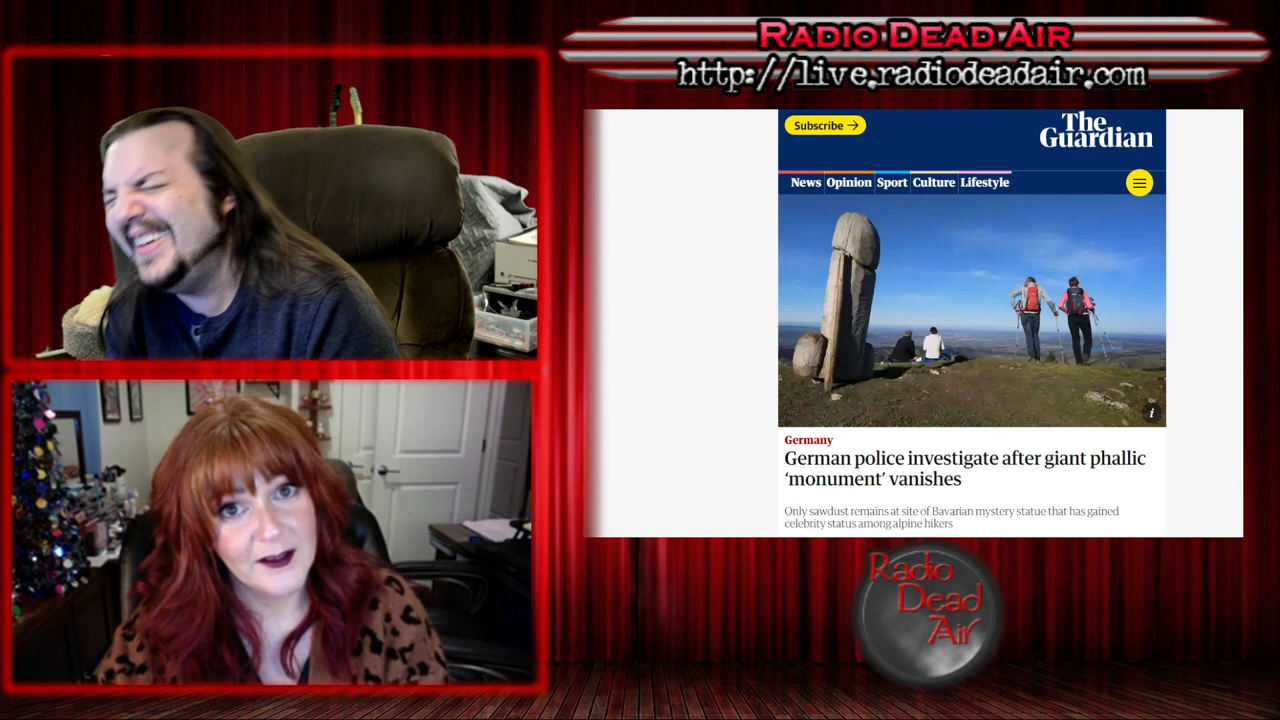 RADIO DEAD AIR
http://live.radiodeadair.com
Subscribe →
The
Guardian
News Opinion Sport Culture Lifestyle
i
Germany
German police investigate after giant phallic
‘monument’ vanishes
Only sawdust remains at site of Bavarian mystery statue that has gained
celebrity status among alpine hikers
Radio
Dead
Air